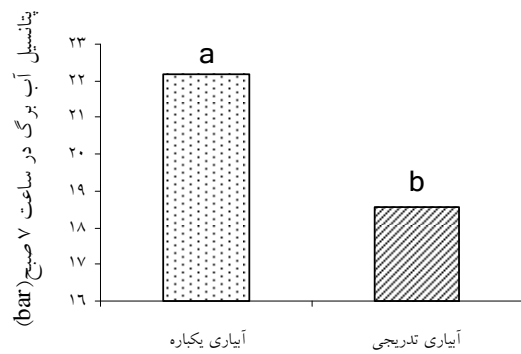 پتانسیل آب برگ در ساعت ۷ صبح(bar)
۲۳
۲۲
۲۱
۲۰
۱۹
۱۸
۱۷
۱۶
a
b
آبیاری یکباره
آبیاری تدریجی